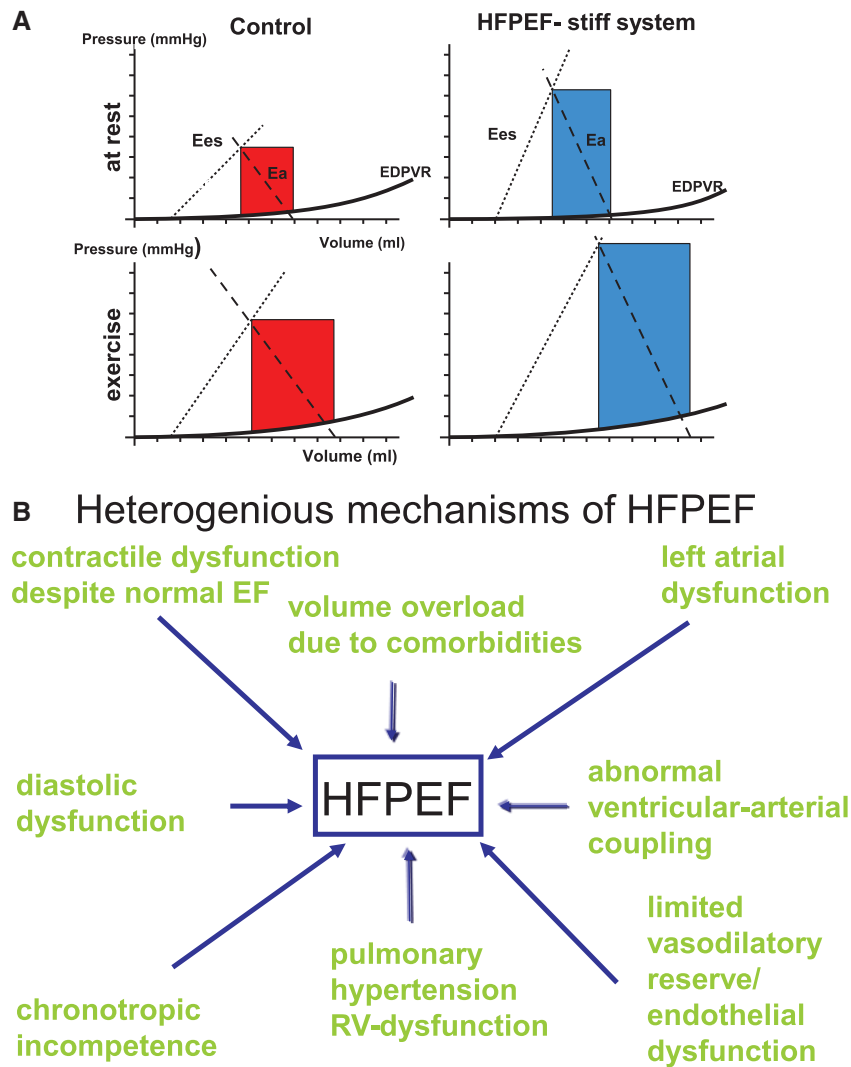 A
Control
HFPEF- stiff system
Pressure (mmHg)
at rest
Ees
Ea
EDPVR
Ees
Ea
EDPVR
Volume (ml)
Pressure (mmHg)
exercise
Volume (ml)
B
Heterogenious mechanisms of HFPEF
contractile dysfunction
despite normal EF
volume overload
due to comorbidities
left atrial
dysfunction
diastolic
dysfunction
HFPEF
abnormal
ventricular-arterial
coupling
chronotropic
incompetence
pulmonary
hypertension
RV-dysfunction
limited
vasodilatory
reserve/
endothelial
dysfunction